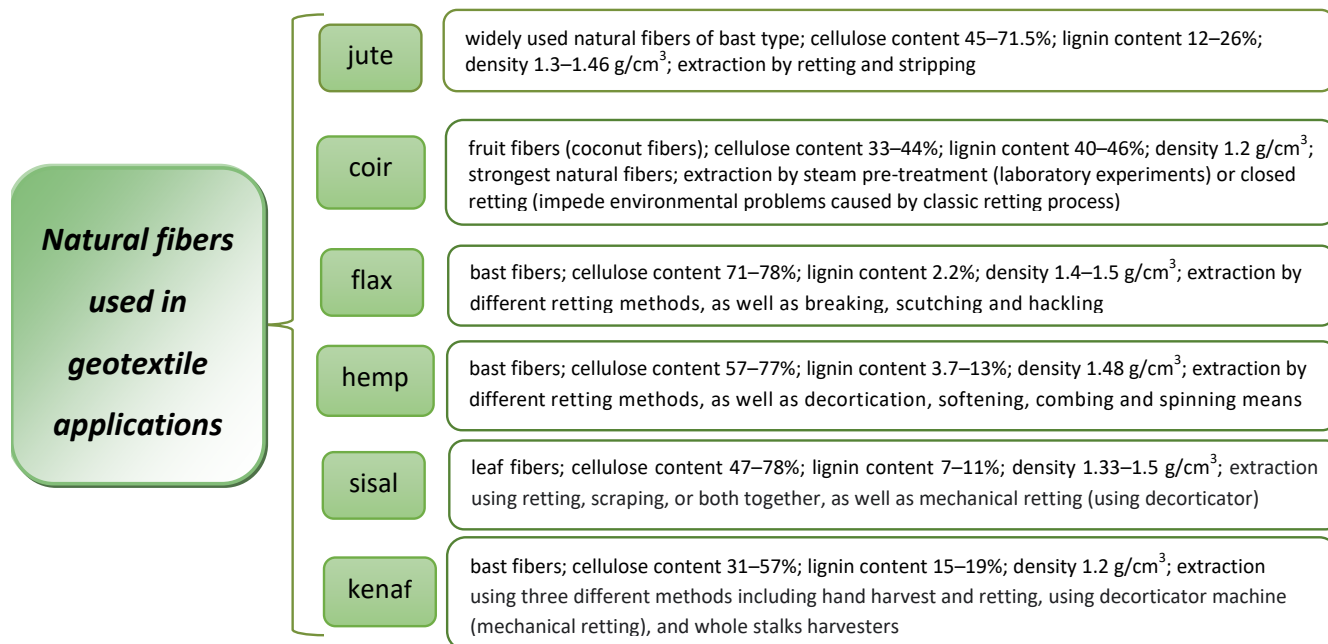 Natural fibers
used in
geotextile
applications
jute
widely used natural fibers of bast type; cellulose content 45–71.5%; lignin content 12–26%;
density 1.3–1.46 g/cm³; extraction by retting and stripping
coir
fruit fibers (coconut fibers); cellulose content 33–44%; lignin content 40–46%; density 1.2 g/cm³;
strongest natural fibers; extraction by steam pre-treatment (laboratory experiments) or closed
retting (impede environmental problems caused by classic retting process)
flax
bast fibers; cellulose content 71–78%; lignin content 2.2%; density 1.4–1.5 g/cm³; extraction by
different retting methods, as well as breaking, scutching and hackling
hemp
bast fibers; cellulose content 57–77%; lignin content 3.7–13%; density 1.48 g/cm³; extraction by
different retting methods, as well as decortication, softening, combing and spinning means
sisal
leaf fibers; cellulose content 47–78%; lignin content 7–11%; density 1.33–1.5 g/cm³; extraction
using retting, scraping, or both together, as well as mechanical retting (using decorticator)
kenaf
bast fibers; cellulose content 31–57%; lignin content 15–19%; density 1.2 g/cm³; extraction
using three different methods including hand harvest and retting, using decorticator machine
(mechanical retting), and whole stalks harvesters